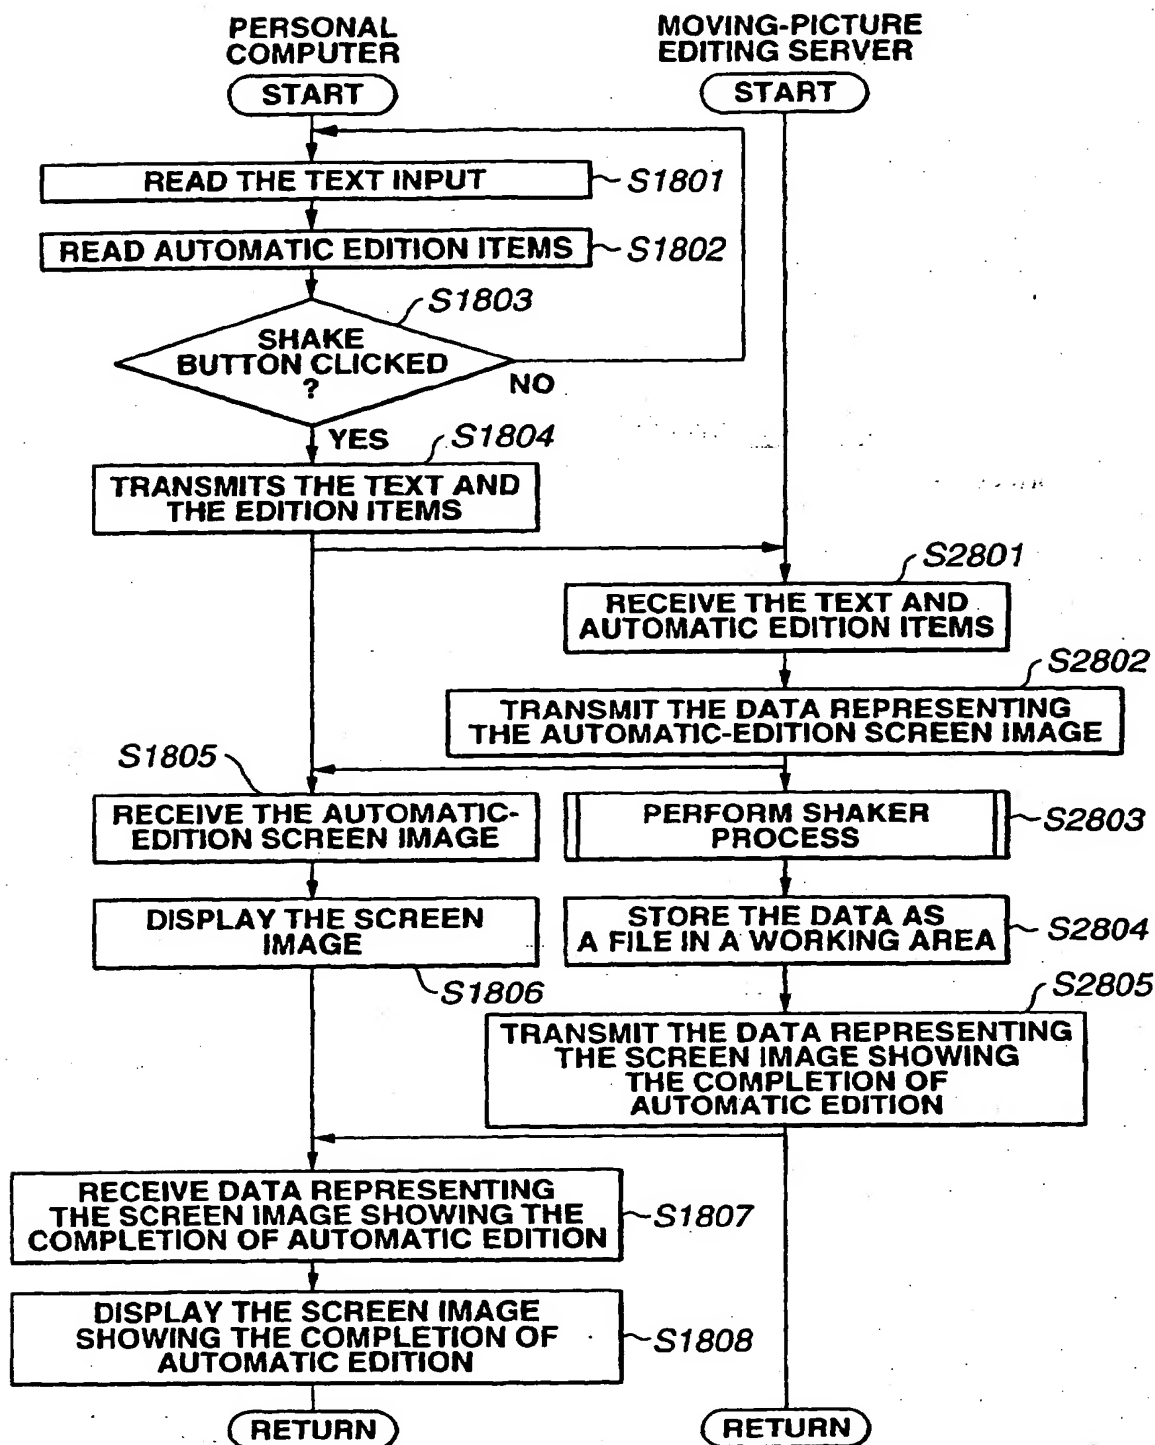 PERSONAL
COMPUTER
MOVING-PICTURE
EDITING SERVER
START
START
READ THE TEXT INPUT
S1801
READ AUTOMATIC EDITION ITEMS
S1802
S1803
SHAKE
BUTTON CLICKED
?
NO
YES
S1804
TRANSMITS THE TEXT AND
THE EDITION ITEMS
S2801
RECEIVE THE TEXT AND
AUTOMATIC EDITION ITEMS
S2802
TRANSMIT THE DATA REPRESENTING
THE AUTOMATIC-EDITION SCREEN IMAGE
S1805
RECEIVE THE AUTOMATIC-
EDITION SCREEN IMAGE
PERFORM SHAKER
PROCESS
S2803
DISPLAY THE SCREEN
IMAGE
S1806
STORE THE DATA AS
A FILE IN A WORKING AREA
S2804
S2805
TRANSMIT THE DATA REPRESENTING
THE SCREEN IMAGE SHOWING
THE COMPLETION OF
AUTOMATIC EDITION
RECEIVE DATA REPRESENTING
THE SCREEN IMAGE SHOWING THE
COMPLETION OF AUTOMATIC EDITION
S1807
DISPLAY THE SCREEN IMAGE
SHOWING THE COMPLETION OF
AUTOMATIC EDITION
S1808
RETURN
RETURN